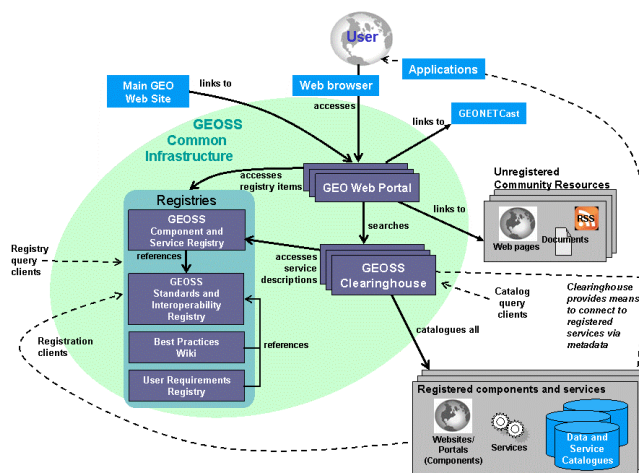 User
Main GEO
Web Site
links to
Web browser
Applications
accesses
links to
GEONETCast
GEOSS
Common
Infrastructure
accesses
registry items
GEO Web Portal
Unregistered
Community Resources
RSS
Web pages
Documents
links to
Registries
GEOSS
Component and
Service Registry
searches
Registry
query
clients
references
accesses
service
descriptions
GEOSS
Clearinghouse
GEOSS
Standards and
Interoperability
Registry
Catalog
query
clients
Clearinghouse
provides means
to connect to
registered
services via
metadata
Registration
clients
Best Practices
Wiki
references
catalogues all
User Requirements
Registry
Registered components and services
Websites/
Portals
(Components)
Services
Data and
Service
Catalogues